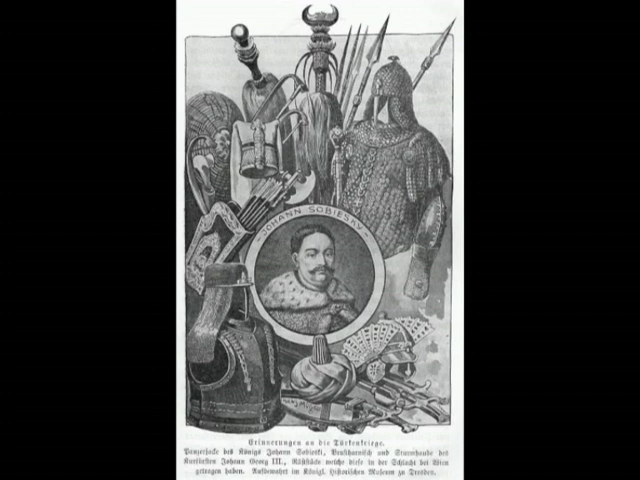 JOHANN SOBIESKY
Erinnerungen an die Türkenkriege.
Panzerjacke des Königs Johann Sobieski, Brustharnisch und Sturmhaube des
Kurfürsten Johann Georg III., Rüststücke welche diese in der Schlacht bei Wien
getragen haben. Aufbewahrt im Königl. Historischen Museum zu Dresden.